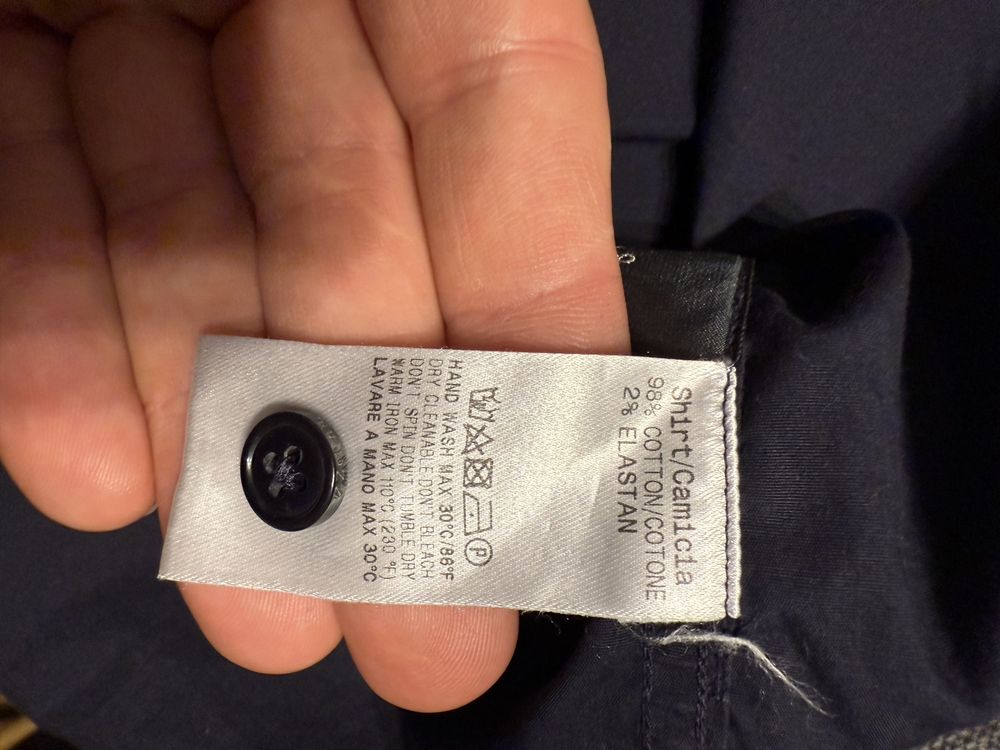 Shirt/Camicia
98% COTTON/COTONE
2% ELASTAN
HAND WASH MAX 30°C/86°F
DRY CLEANABLE DON'T BLEACH
DON'T SPIN DON'T TUMBLE DRY
WARM IRON MAX 110°C (230 °F)
LAVARE A MANO MAX 30°C
P